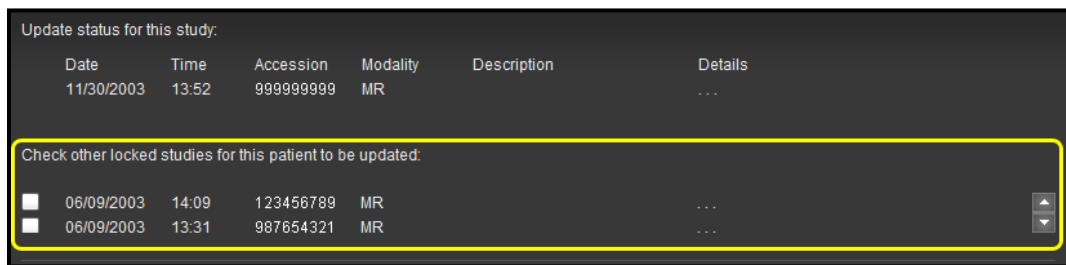 Update status for this study:
Date Time Accession Modality Description Details
11/30/2003 13:52 999999999 MR ...
Check other locked studies for this patient to be updated:
06/09/2003 14:09 123456789 MR ...
06/09/2003 13:31 987654321 MR ...